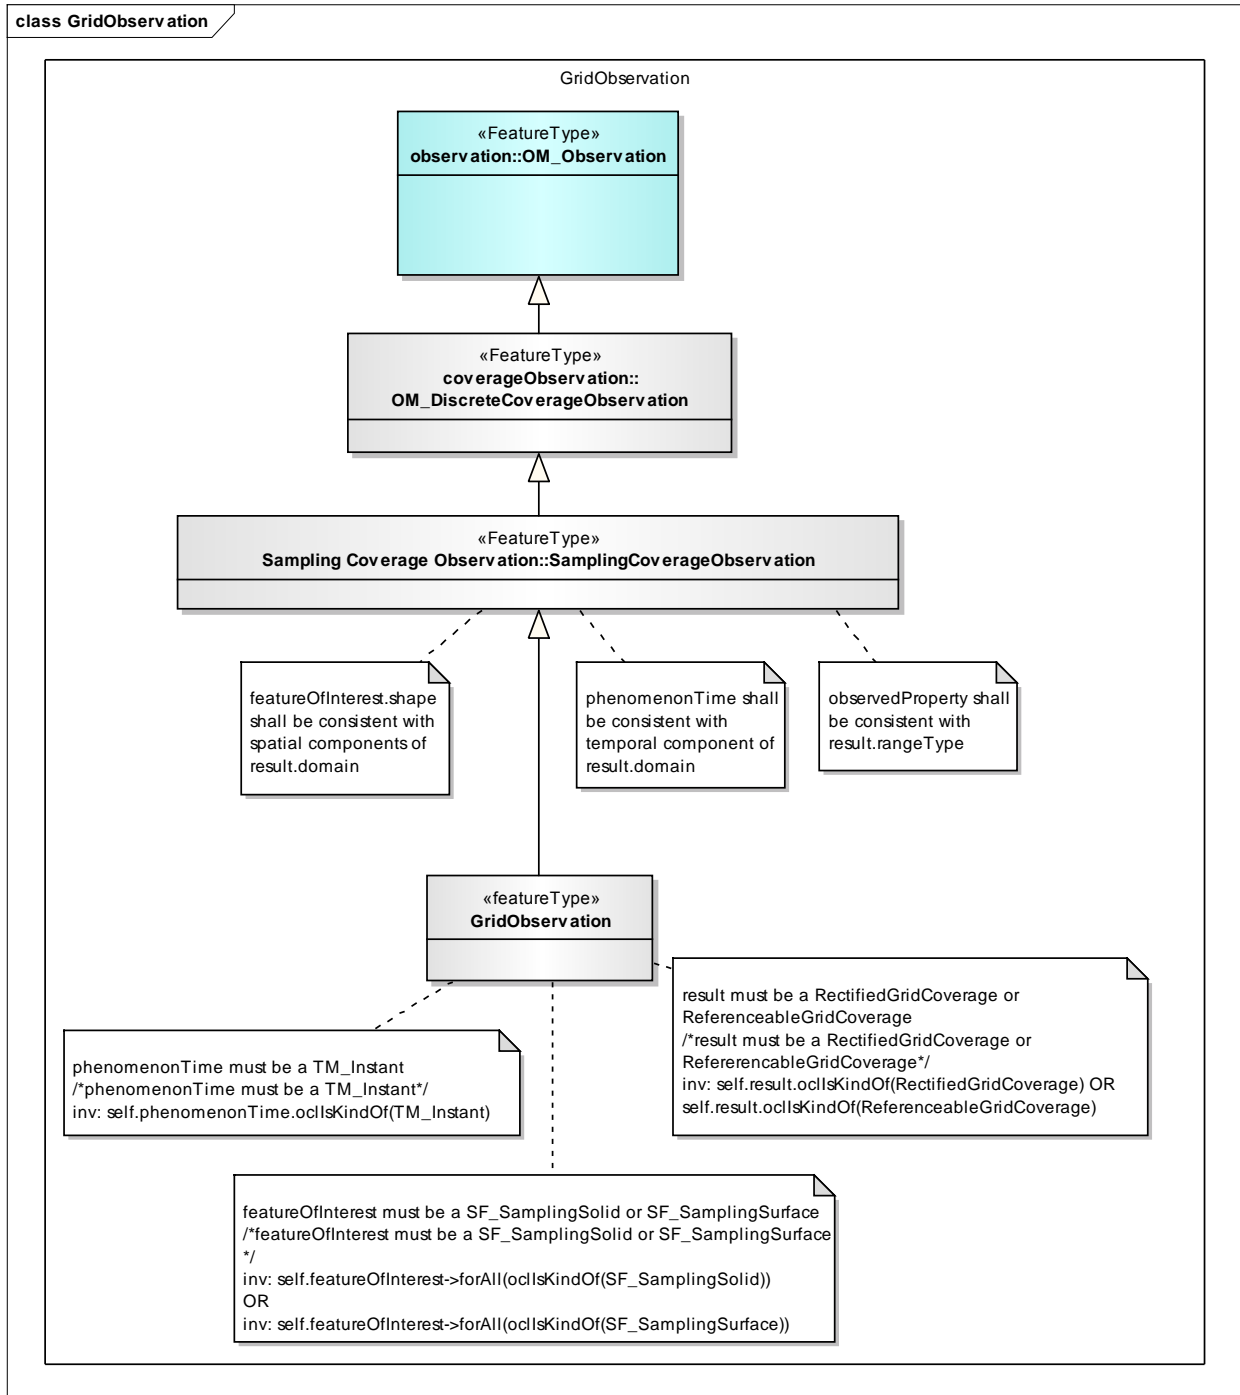 class GridObservation
GridObservation
«FeatureType»
observation::OM_Observation
«FeatureType»
coverageObservation::
OM_DiscreteCoverageObservation
«FeatureType»
Sampling Coverage Observation::SamplingCoverageObservation
featureOfInterest.shape
shall be consistent with
spatial components of
result.domain
phenomenonTime shall
be consistent with
temporal component of
result.domain
observedProperty shall
be consistent with
result.rangeType
«featureType»
GridObservation
result must be a RectifiedGridCoverage or
ReferenceableGridCoverage
/*result must be a RectifiedGridCoverage or
RefererencableGridCoverage*/
inv: self.result.oclIsKindOf(RectifiedGridCoverage) OR
self.result.oclIsKindOf(ReferenceableGridCoverage)
phenomenonTime must be a TM_Instant
/*phenomenonTime must be a TM_Instant*/
inv: self.phenomenonTime.oclIsKindOf(TM_Instant)
featureOfInterest must be a SF_SamplingSolid or SF_SamplingSurface
/*featureOfInterest must be a SF_SamplingSolid or SF_SamplingSurface
*/
inv: self.featureOfInterest->forAll(oclIsKindOf(SF_SamplingSolid))
OR
inv: self.featureOfInterest->forAll(oclIsKindOf(SF_SamplingSurface))